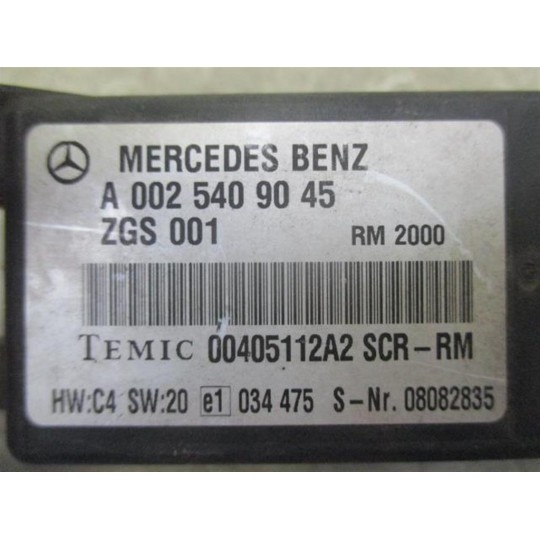 MERCEDES BENZ
A 002 540 90 45
ZGS 001 RM 2000
TEMIC 00405112A2 SCR-RM
HW:C4 SW:20 e1 034 475 S-Nr. 08082835